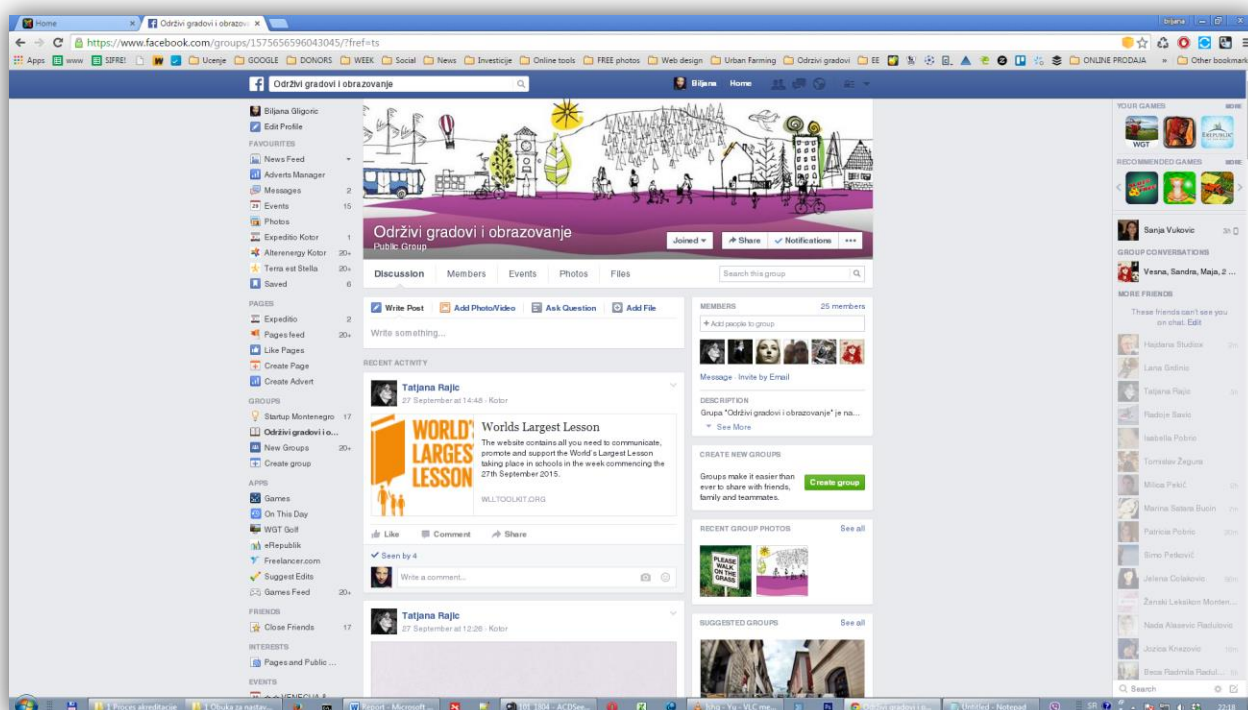 Home
Održivi gradovi i obrazov
biljana
https://www.facebook.com/groups/1575656596043045/?fref=ts
Apps www SIFRE! Ucenje GOOGLE DONORS WEEK Social News Investicije Online tools FREE photos Web design Urban Farming Odrzivi gradovi EE ONLINE PRODAJA » Other bookmark
Održivi gradovi i obrazovanje
Biljana Home
Biljana Gligoric
Edit Profile
FAVOURITES
News Feed
Adverts Manager
Messages 2
Events 15
Photos
Expeditio Kotor 1
Alterenergy Kotor 20+
Terra est Stella 20+
Saved 6
PAGES
Expeditio 2
Pages feed 20+
Like Pages
Create Page
Create Advert
GROUPS
Startup Montenegro 17
Održivi gradovi i o...
New Groups 20+
Create group
APPS
Games
On This Day
WGT Golf
eRepublik
Freelancer.com
Suggest Edits
Games Feed 20+
FRIENDS
Close Friends 17
INTERESTS
Pages and Public ...
EVENTS
Održivi gradovi i obrazovanje
Public Group
Joined Share Notifications
Discussion Members Events Photos Files
Search this group
Write Post Add Photo/Video Ask Question Add File
Write something...
RECENT ACTIVITY
Tatjana Rajic
27 September at 14:48 · Kotor
WORLD'S
LARGEST
LESSON
Worlds Largest Lesson
The website contains all you need to communicate,
promote and support the World's Largest Lesson
taking place in schools in the week commencing the
27th September 2015.
WLLTOOLKIT.ORG
Like Comment Share
Seen by 4
Write a comment...
Tatjana Rajic
27 September at 12:26 · Kotor
MEMBERS 25 members
+ Add people to group
Message · Invite by Email
DESCRIPTION
Grupa "Održivi gradovi i obrazovanje" je na...
See More
CREATE NEW GROUPS
Groups make it easier than
ever to share with friends,
family and teammates.
Create group
RECENT GROUP PHOTOS See all
PLEASE
WALK
ON THE
GRASS
SUGGESTED GROUPS See all
YOUR GAMES MORE
WGT
RECOMMENDED GAMES MORE
Sanja Vukovic 3h
GROUP CONVERSATIONS
Vesna, Sandra, Maja, 2 ...
MORE FRIENDS
These friends can't see you
on chat. Edit
Tatjana Rajic
Radoje Savic
Isabella Pobric
Tomislav Žegura
Milica Pekić
Patricia Pobric
Simo Petković
Jelena Colakovic
Ženski Leksikon Monten...
Nada Alasevic Radulovic
Jozica Knezovic
Search
1 Proces akreditacije 1 Obuka za nastav... Report - Microsoft ... Održivi gradovi i o... Untitled - Notepad SR 22:18